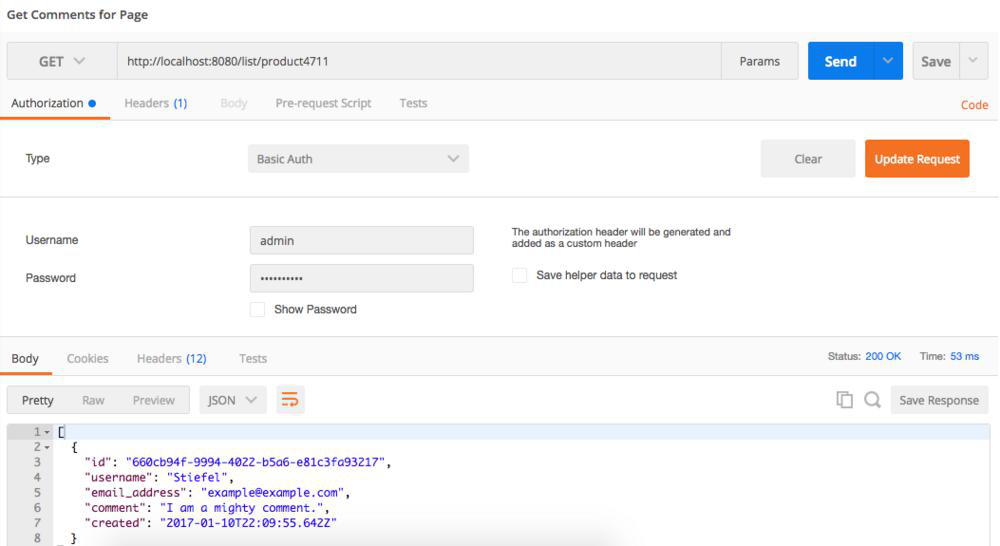 Get Comments for Page
GET http://localhost:8080/list/product4711 Params Send Save
Authorization Headers (1) Body Pre-request Script Tests Code
Type Basic Auth Clear Update Request
Username admin The authorization header will be generated and
added as a custom header
Password •••••••••• Save helper data to request
Show Password
Body Cookies Headers (12) Tests Status: 200 OK Time: 53 ms
Pretty Raw Preview JSON Save Response
1 [
2 {
3 "id": "660cb94f-9994-4022-b5a6-e81c3fa93217",
4 "username": "Stiefel",
5 "email_address": "example@example.com",
6 "comment": "I am a mighty comment.",
7 "created": "2017-01-10T22:09:55.642Z"
8 }